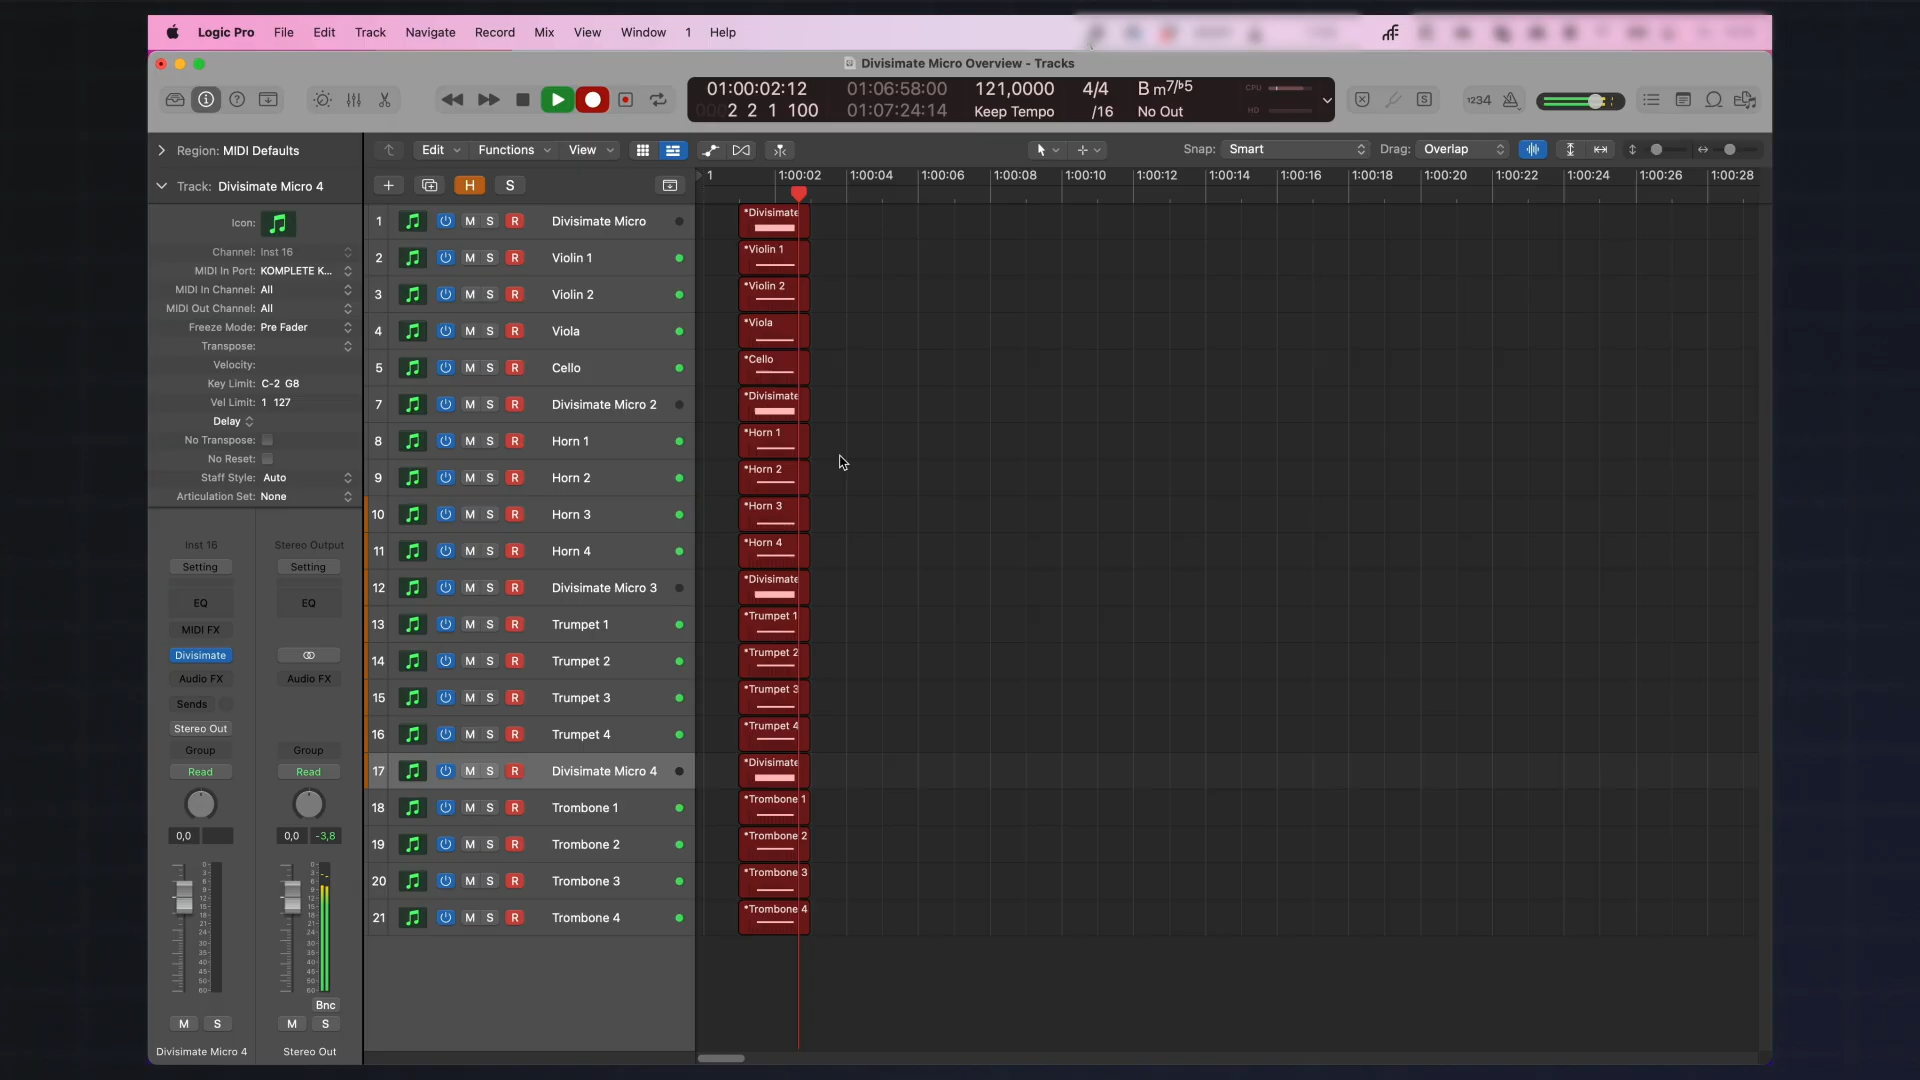 Logic Pro File Edit Track Navigate Record Mix View Window 1 Help
Divisimate Micro Overview - Tracks
01:00:02:12 01:06:58:00 121,0000 4/4 B m7/♭5 CPU
2 2 1 100 01:07:24:14 Keep Tempo /16 No Out HD
1234
Region: MIDI Defaults
Edit Functions View Snap: Smart Drag: Overlap
Track: Divisimate Micro 4
H S
1 1:00:02 1:00:04 1:00:06 1:00:08 1:00:10 1:00:12 1:00:14 1:00:16 1:00:18 1:00:20 1:00:22 1:00:24 1:00:26 1:00:28
Icon:
Channel: Inst 16
MIDI In Port: KOMPLETE K...
MIDI In Channel: All
MIDI Out Channel: All
Freeze Mode: Pre Fader
Transpose:
Velocity:
Key Limit: C-2 G8
Vel Limit: 1 127
Delay
No Transpose:
No Reset:
Staff Style: Auto
Articulation Set: None
1 M S R Divisimate Micro *Divisimate
2 M S R Violin 1 *Violin 1
3 M S R Violin 2 *Violin 2
4 M S R Viola *Viola
5 M S R Cello *Cello
7 M S R Divisimate Micro 2 *Divisimate
8 M S R Horn 1 *Horn 1
9 M S R Horn 2 *Horn 2
10 M S R Horn 3 *Horn 3
11 M S R Horn 4 *Horn 4
12 M S R Divisimate Micro 3 *Divisimate
13 M S R Trumpet 1 *Trumpet 1
14 M S R Trumpet 2 *Trumpet 2
15 M S R Trumpet 3 *Trumpet 3
16 M S R Trumpet 4 *Trumpet 4
17 M S R Divisimate Micro 4 *Divisimate
18 M S R Trombone 1 *Trombone 1
19 M S R Trombone 2 *Trombone 2
20 M S R Trombone 3 *Trombone 3
21 M S R Trombone 4 *Trombone 4
Inst 16 Stereo Output
Setting Setting
EQ EQ
MIDI FX
Divisimate
Audio FX Audio FX
Sends
Stereo Out
Group Group
Read Read
0,0 0,0 -3,8
Bnc
M S M S
Divisimate Micro 4 Stereo Out